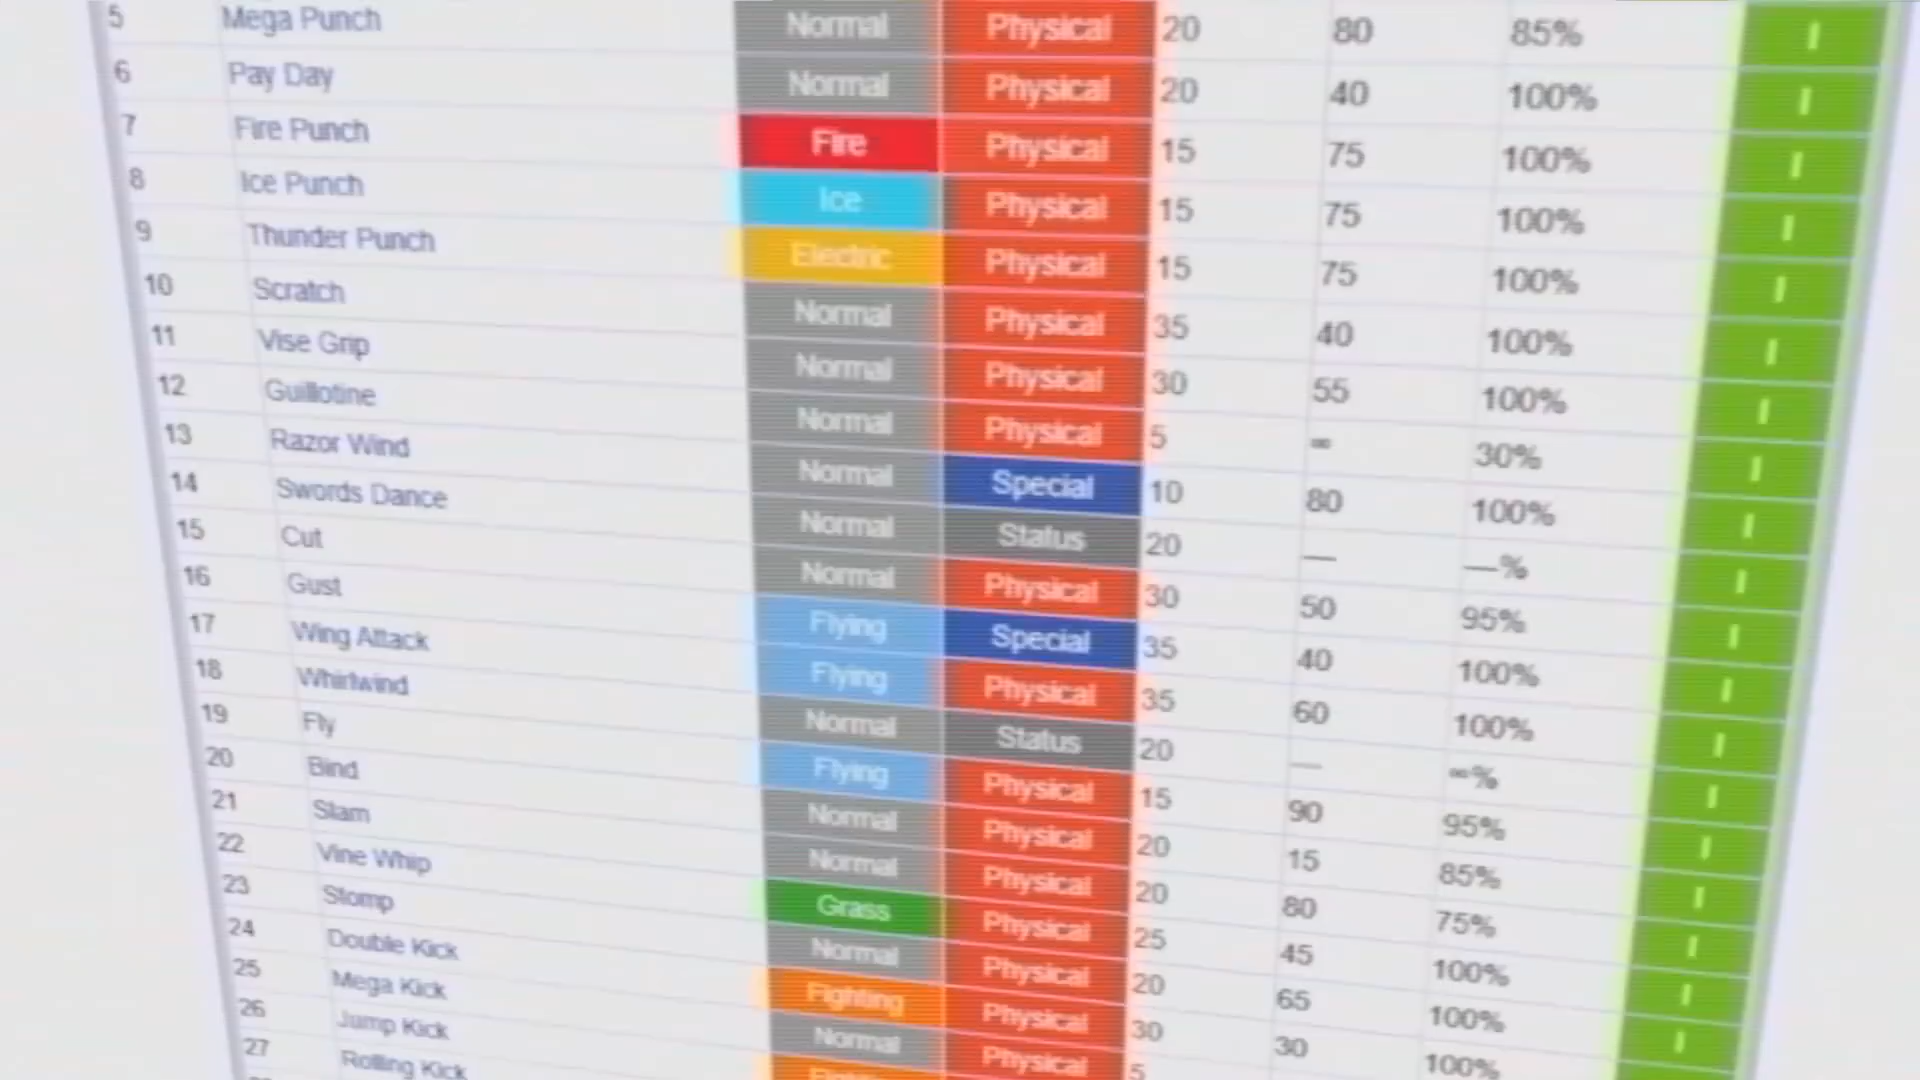 5 Mega Punch Normal Physical 20 80 85% I
6 Pay Day Normal Physical 20 40 100% I
7 Fire Punch Fire Physical 15 75 100% I
8 Ice Punch Ice Physical 15 75 100% I
9 Thunder Punch Electric Physical 15 75 100% I
10 Scratch Normal Physical 35 40 100% I
11 Vise Grip Normal Physical 30 55 100% I
12 Guillotine Normal Physical 5 ∞ 30% I
13 Razor Wind Normal Special 10 80 100% I
14 Swords Dance Normal Status 20 — —% I
15 Cut Normal Physical 30 50 95% I
16 Gust Flying Special 35 40 100% I
17 Wing Attack Flying Physical 35 60 100% I
18 Whirlwind Normal Status 20 — ∞% I
19 Fly Flying Physical 15 90 95% I
20 Bind Normal Physical 20 15 85% I
21 Slam Normal Physical 20 80 75% I
22 Vine Whip Grass Physical 25 45 100% I
23 Stomp Normal Physical 20 65 100% I
24 Double Kick Fighting Physical 30 30 100%
25 Mega Kick Normal Physical 5
26 Jump Kick
27 Rolling Kick